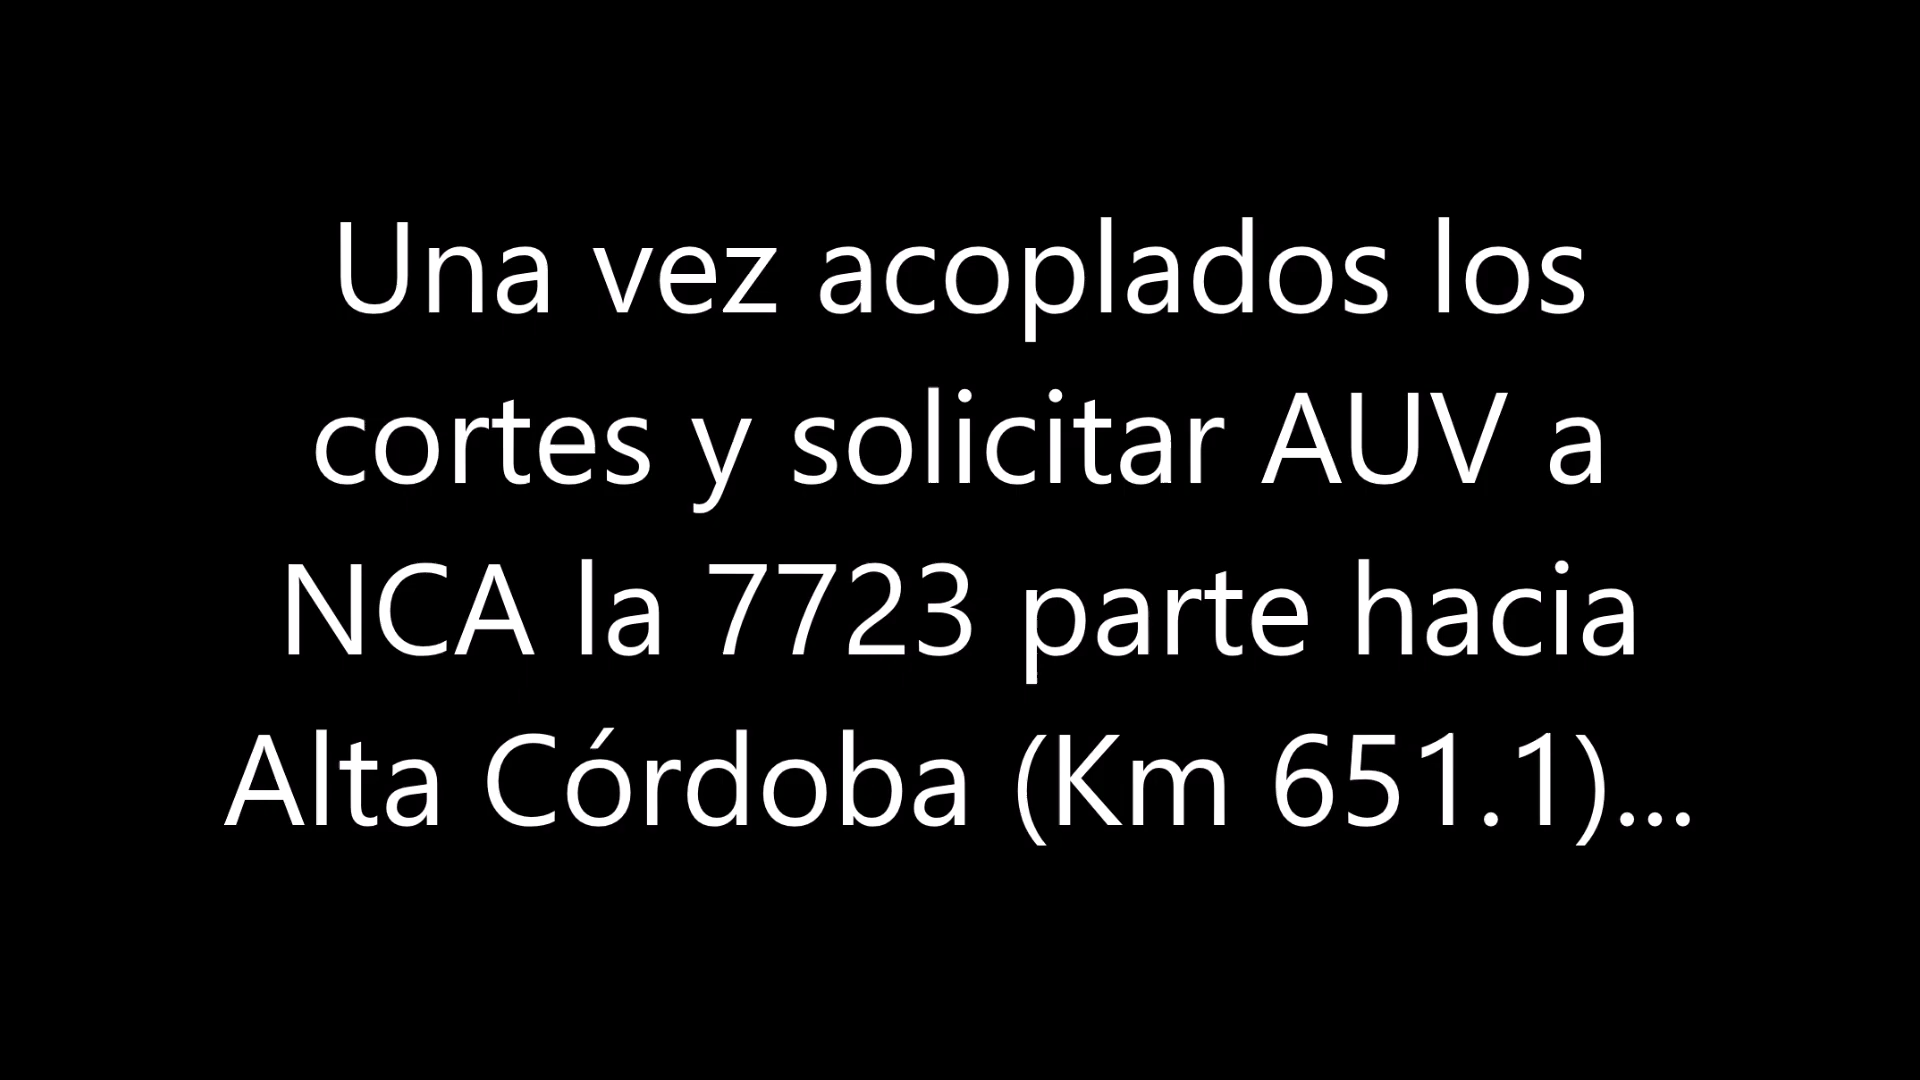 Una vez acoplados los
cortes y solicitar AUV a
NCA la 7723 parte hacia
Alta Córdoba (Km 651.1)...